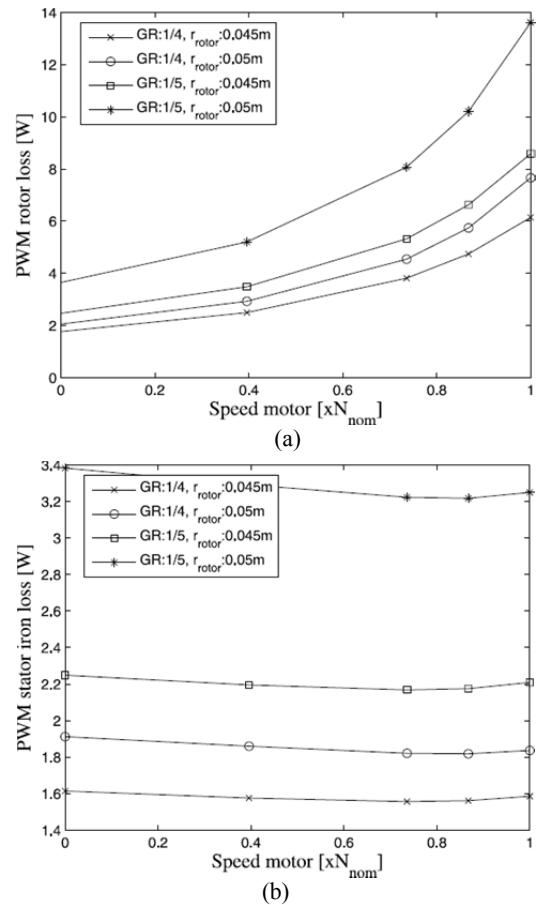 14
12
10
8
6
4
2
0
PWM rotor loss [W]
GR:1/4, r_rotor:0.045m
GR:1/4, r_rotor:0.05m
GR:1/5, r_rotor:0.045m
GR:1/5, r_rotor:0.05m
0 0.2 0.4 0.6 0.8 1
Speed motor [xN_nom]
(a)
3,4
3.2
3
2.8
2.6
2.4
2.2
2
1.8
1.6
1.4
PWM stator iron loss [W]
GR:1/4, r_rotor:0.045m
GR:1/4, r_rotor:0.05m
GR:1/5, r_rotor:0.045m
GR:1/5, r_rotor:0.05m
0 0.2 0.4 0.6 0.8 1
Speed motor [xN_nom]
(b)